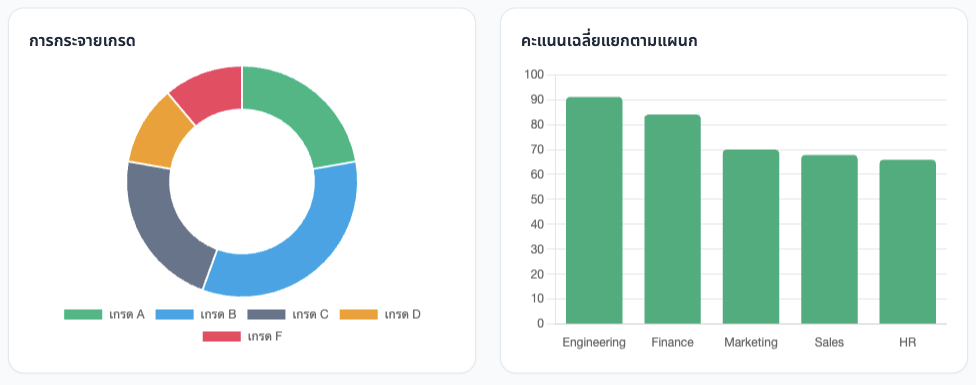 การกระจายเกรด
เกรด A เกรด B เกรด C เกรด D
เกรด F
คะแนนเฉลี่ยแยกตามแผนก
100
90
80
70
60
50
40
30
20
10
0
Engineering Finance Marketing Sales HR